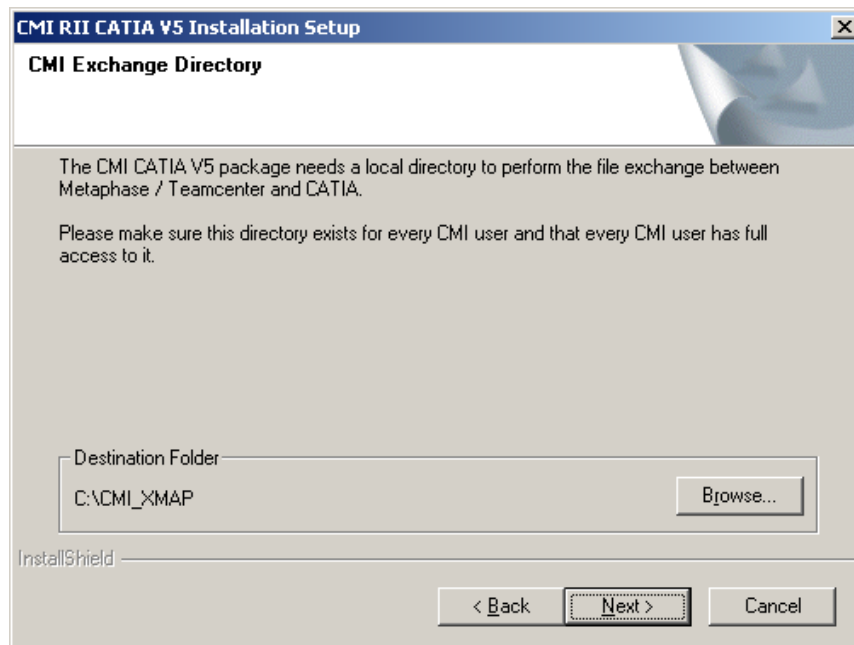 CMI RII CATIA V5 Installation Setup
CMI Exchange Directory
The CMI CATIA V5 package needs a local directory to perform the file exchange between
Metaphase / Teamcenter and CATIA.
Please make sure this directory exists for every CMI user and that every CMI user has full
access to it.
Destination Folder
C:\CMI_XMAP
Browse...
InstallShield
< Back
Next >
Cancel